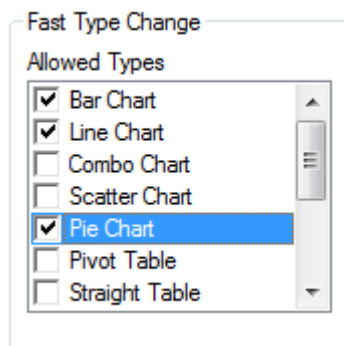 Fast Type Change
Allowed Types
Bar Chart
Line Chart
Combo Chart
Scatter Chart
Pie Chart
Pivot Table
Straight Table